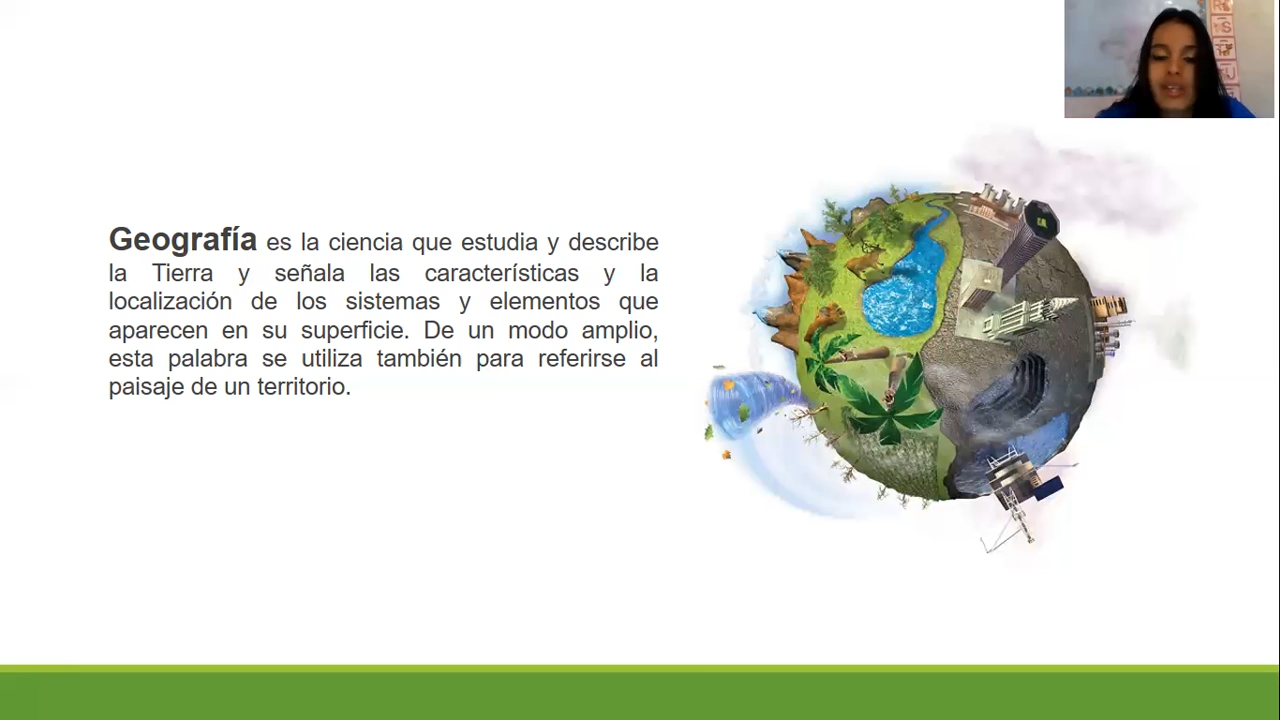 Geografía es la ciencia que estudia y describe
la Tierra y señala las características y la
localización de los sistemas y elementos que
aparecen en su superficie. De un modo amplio,
esta palabra se utiliza también para referirse al
paisaje de un territorio.
R
S
U